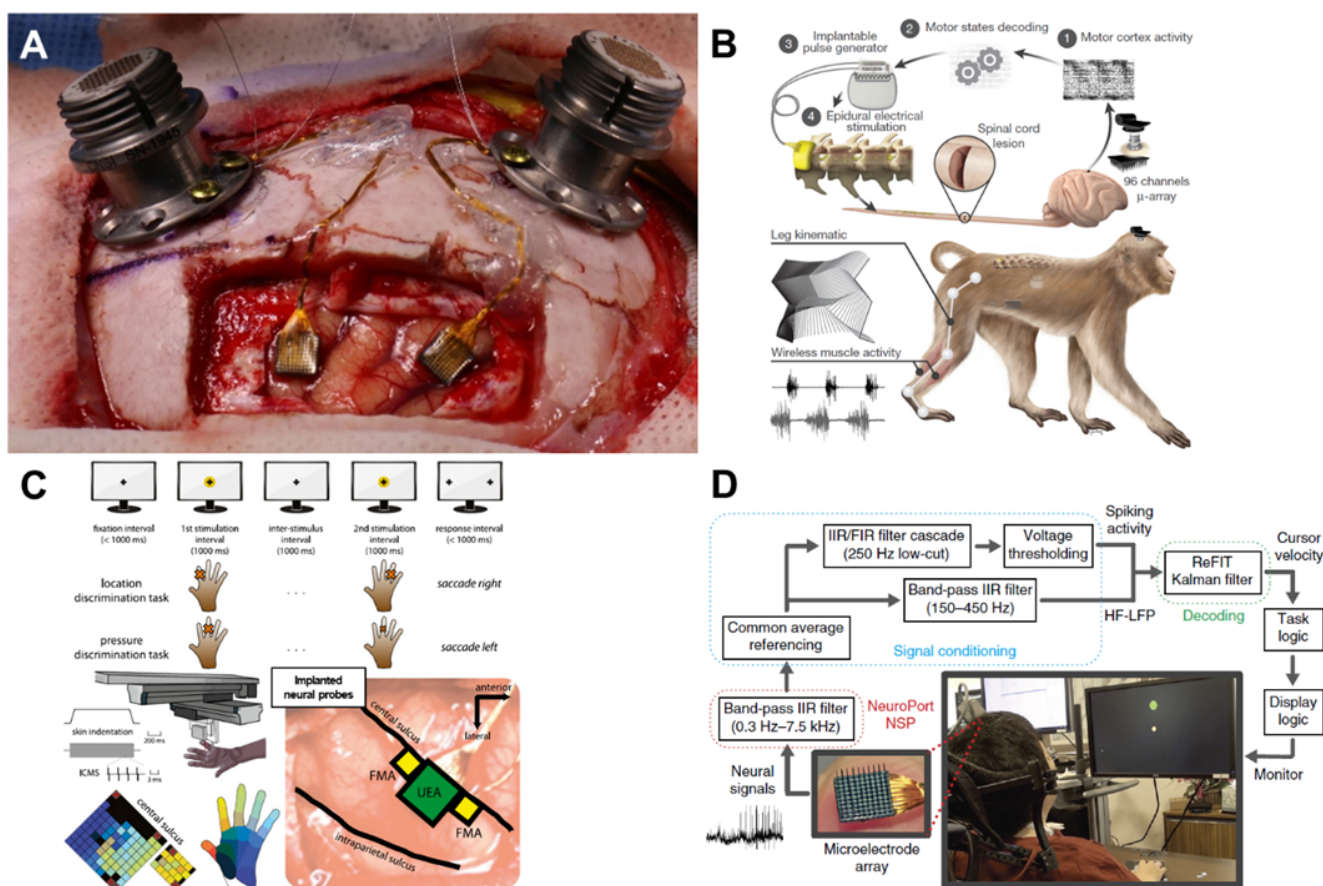 A
SN-1945
B
3
Implantable
pulse generator
2
Motor states decoding
1
Motor cortex activity
4
Epidural electrical
stimulation
Spinal cord
lesion
96 channels
μ-array
Leg kinematic
Wireless muscle activity
C
fixation interval
(< 1000 ms)
1st stimulation
interval
(1000 ms)
inter-stimulus
interval
(1000 ms)
2nd stimulation
interval
(1000 ms)
response interval
(< 1000 ms)
location
discrimination task
. . .
saccade right
pressure
discrimination task
. . .
saccade left
Implanted
neural probes
skin indentation
200 ms
ICMS
3 ms
central sulcus
anterior
lateral
central sulcus
FMA
UEA
FMA
intraparietal sulcus
D
IIR/FIR filter cascade
(250 Hz low-cut)
Voltage
thresholding
Spiking
activity
Band-pass IIR filter
(150–450 Hz)
HF-LFP
ReFIT
Kalman filter
Decoding
Cursor
velocity
Common average
referencing
Signal conditioning
Task
logic
Band-pass IIR filter
(0.3 Hz–7.5 kHz)
NeuroPort
NSP
Display
logic
Neural
signals
Monitor
Microelectrode
array